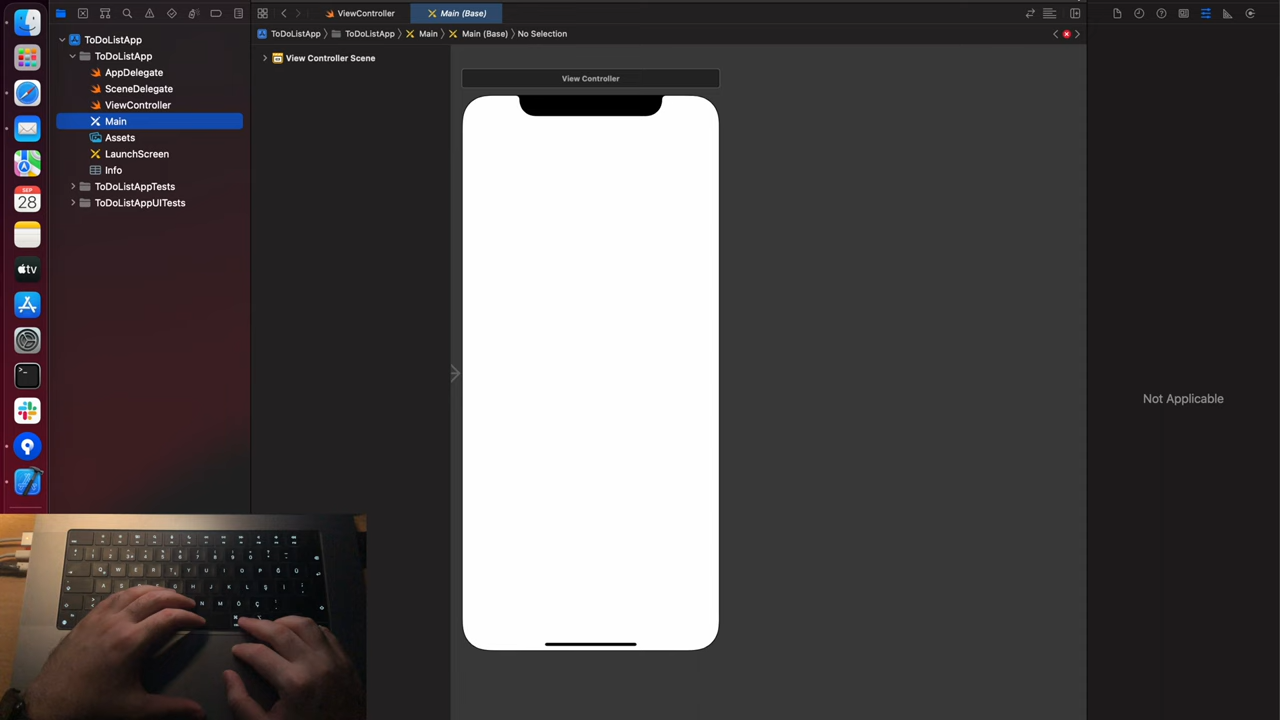 ViewController
Main (Base)
ToDoListApp
ToDoListApp
Main
Main (Base)
No Selection
ToDoListApp
ToDoListApp
AppDelegate
SceneDelegate
ViewController
Main
Assets
LaunchScreen
Info
ToDoListAppTests
ToDoListAppUITests
View Controller Scene
View Controller
Not Applicable
SEP
28
tv